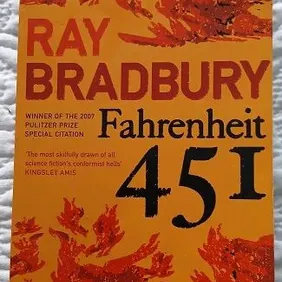 RAY
BRADBURY
WINNER OF THE 2007
PULITZER PRIZE
SPECIAL CITATION
Fahrenheit
451
'The most skilfully drawn of all
science fiction's conformist hells'
KINGSLEY AMIS